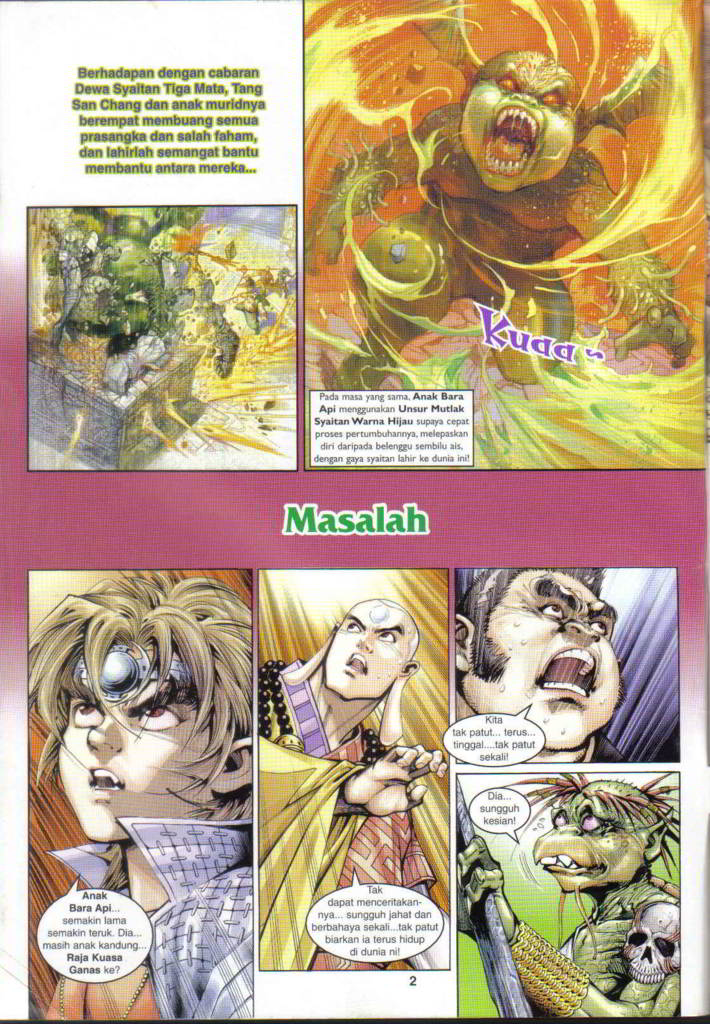 Berhadapan dengan cabaran
Dewa Syaitan Tiga Mata, Tang
San Chang dan anak muridnya
berempat membuang semua
prasangka dan salah faham,
dan lahirlah semangat bantu
membantu antara mereka...
Kuaa
Pada masa yang sama, Anak Bara
Api menggunakan Unsur Mutlak
Syaitan Warna Hijau supaya cepat
proses pertumbuhannya, melepaskan
diri daripada belenggu sembilu ais,
dengan gaya syaitan lahir ke dunia ini!
Masalah
Anak
Bara Api...
semakin lama
semakin teruk. Dia...
masih anak kandung...
Raja Kuasa
Ganas ke?
Tak
dapat menceritakan-
nya... sungguh jahat dan
berbahaya sekali...tak patut
biarkan ia terus hidup
di dunia ni!
Kita
tak patut... terus...
tinggal....tak patut
sekali!
Dia...
sungguh
kesian!
2